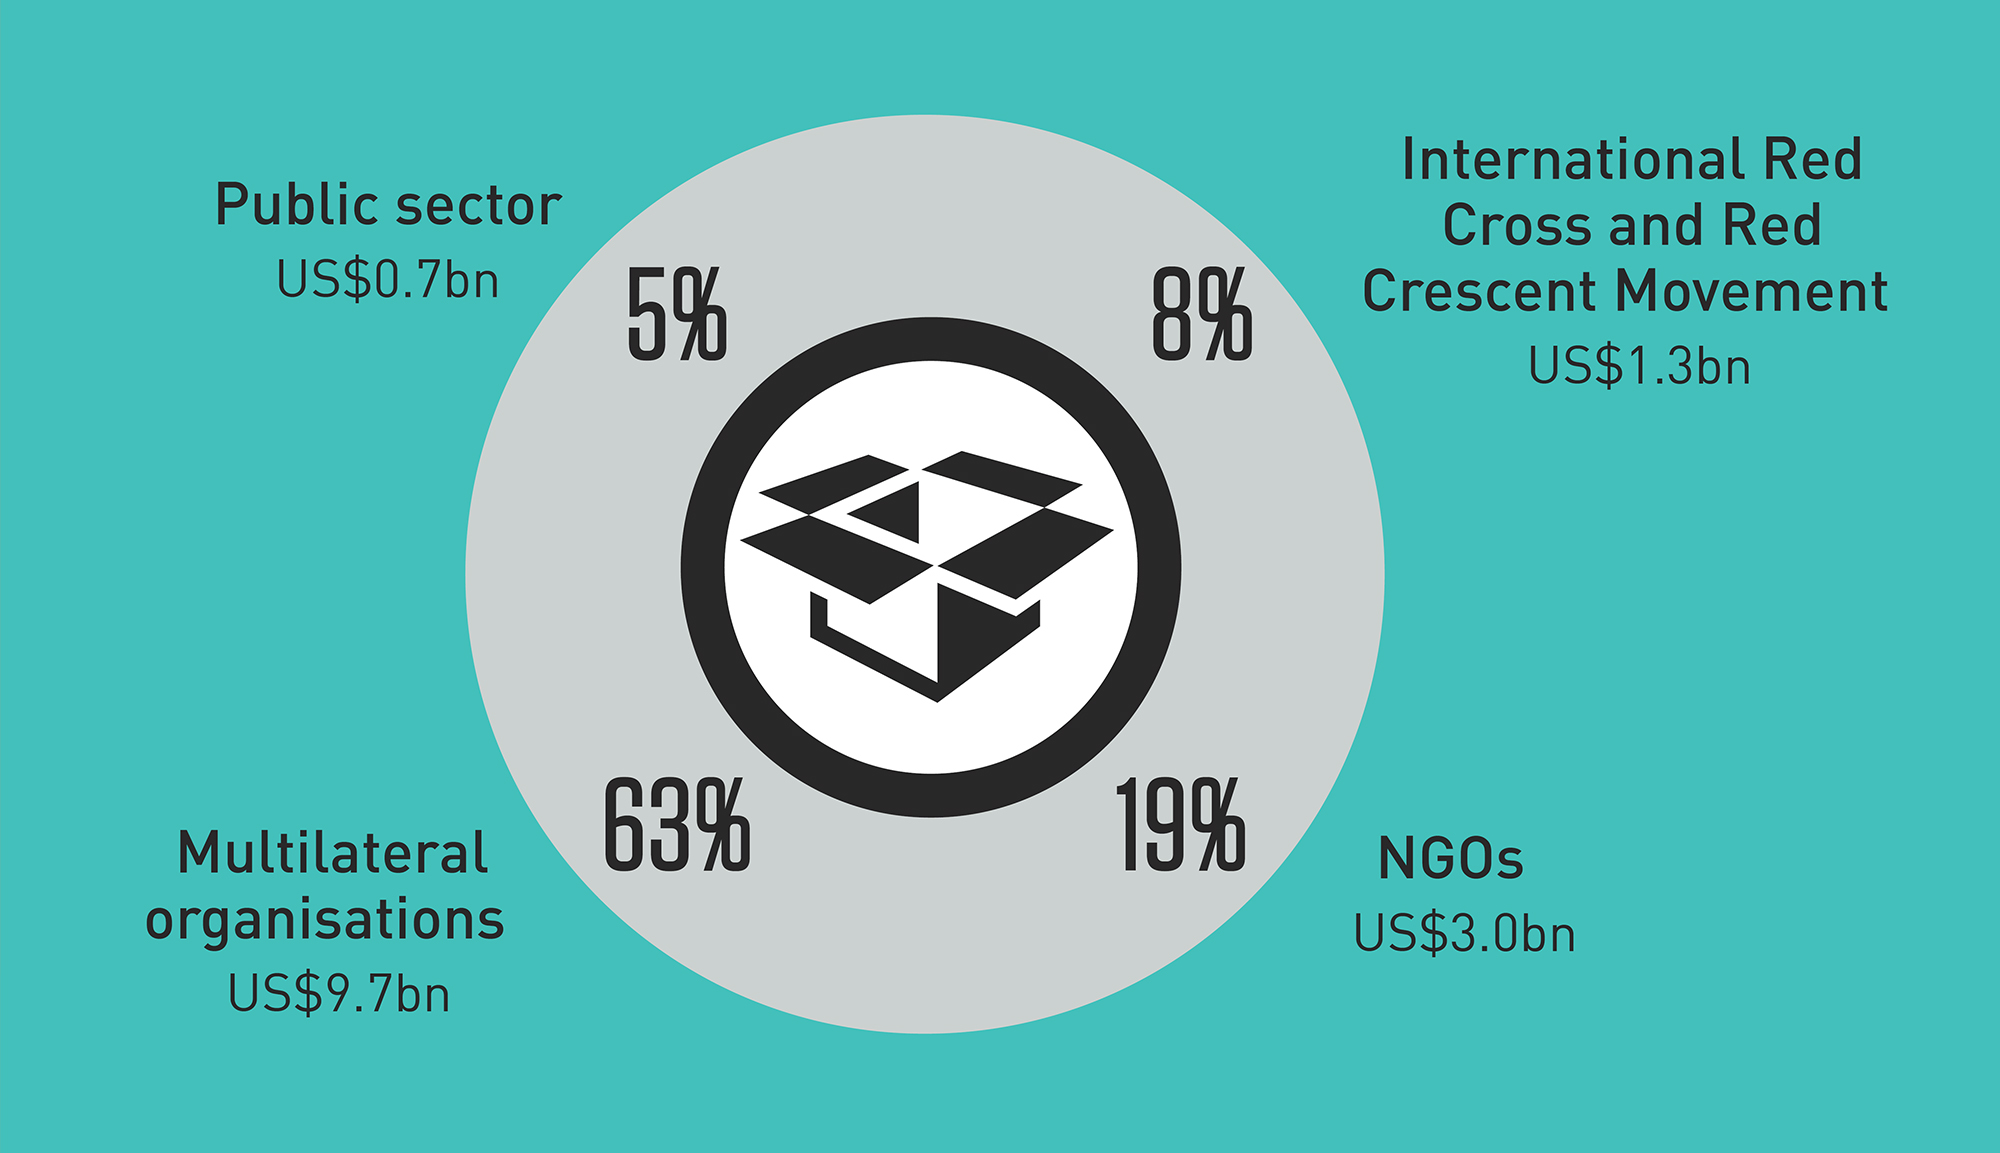 Public sector
US$0.7bn
5%
8%
International Red
Cross and Red
Crescent Movement
US$1.3bn
63%
Multilateral
organisations
US$9.7bn
19%
NGOs
US$3.0bn